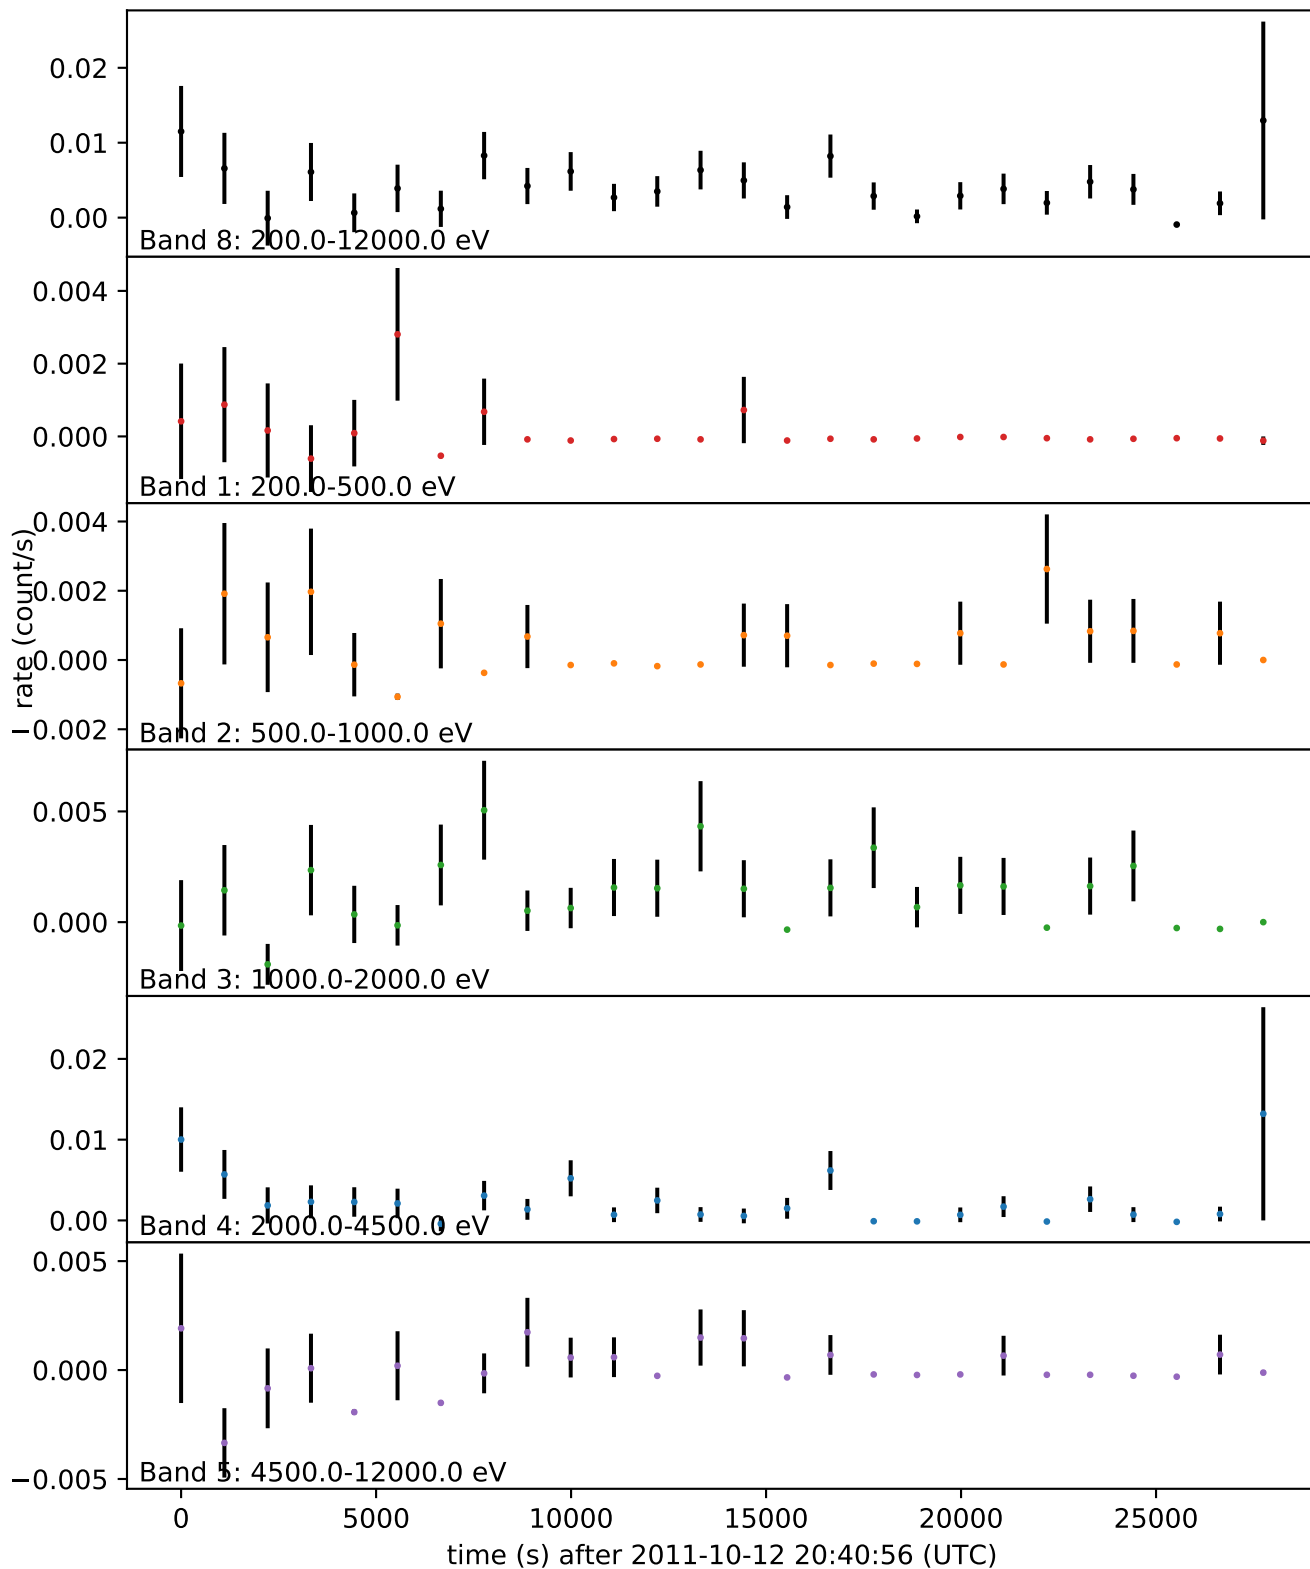 0.02
0.01
0.00
Band 8: 200.0-12000.0 eV
0.004
0.002
0.000
Band 1: 200.0-500.0 eV
rate (count/s)
0.004
0.002
0.000
−0.002
Band 2: 500.0-1000.0 eV
0.005
0.000
Band 3: 1000.0-2000.0 eV
0.02
0.01
0.00
Band 4: 2000.0-4500.0 eV
0.005
0.000
−0.005
Band 5: 4500.0-12000.0 eV
0 5000 10000 15000 20000 25000
time (s) after 2011-10-12 20:40:56 (UTC)